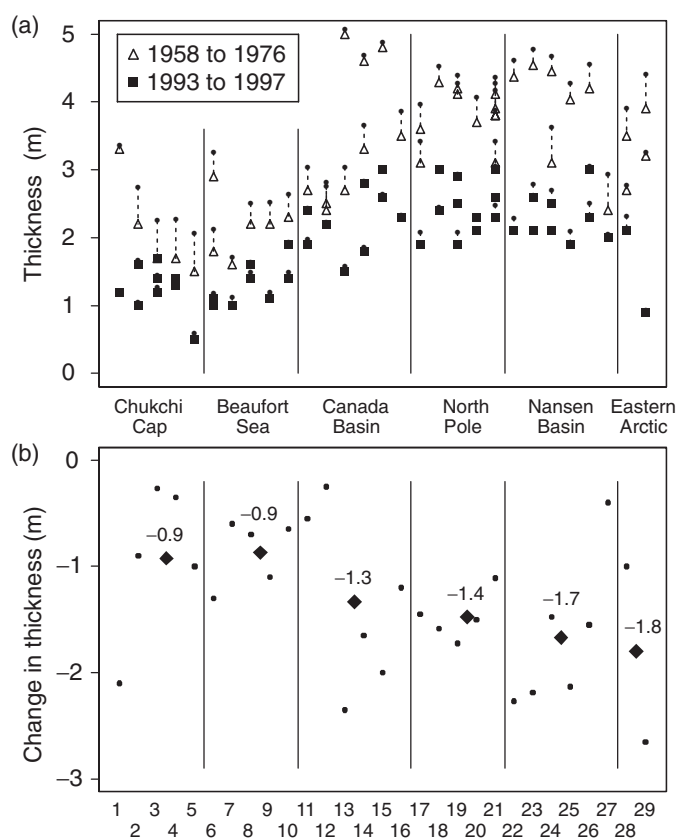 (a)
5
4
3
2
1
0
Thickness (m)
1958 to 1976
1993 to 1997
Chukchi Cap
Beaufort Sea
Canada Basin
North Pole
Nansen Basin
Eastern Arctic
(b)
0
−1
−2
−3
Change in thickness (m)
−0.9
−0.9
−1.3
−1.4
−1.7
−1.8
1 3 5 7 9 11 13 15 17 19 21 23 25 27 29
2 4 6 8 10 12 14 16 18 20 22 24 26 28